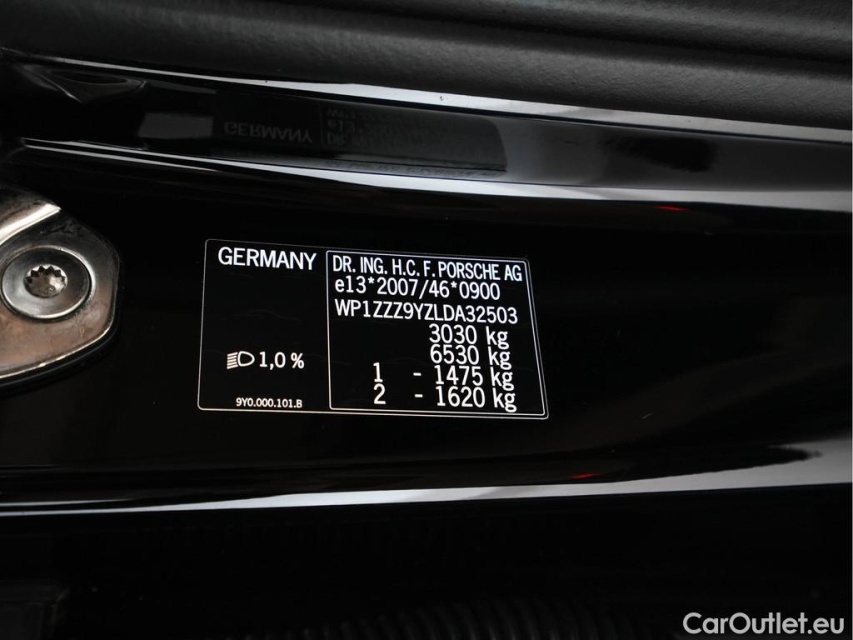 GERMANY
DR. ING. H.C. F. PORSCHE AG
e13*2007/46*0900
WP1ZZZ9YZLDA32503
3030 kg
6530 kg
1 - 1475 kg
2 - 1620 kg
1,0 %
9Y0.000.101.B
CarOutlet.eu